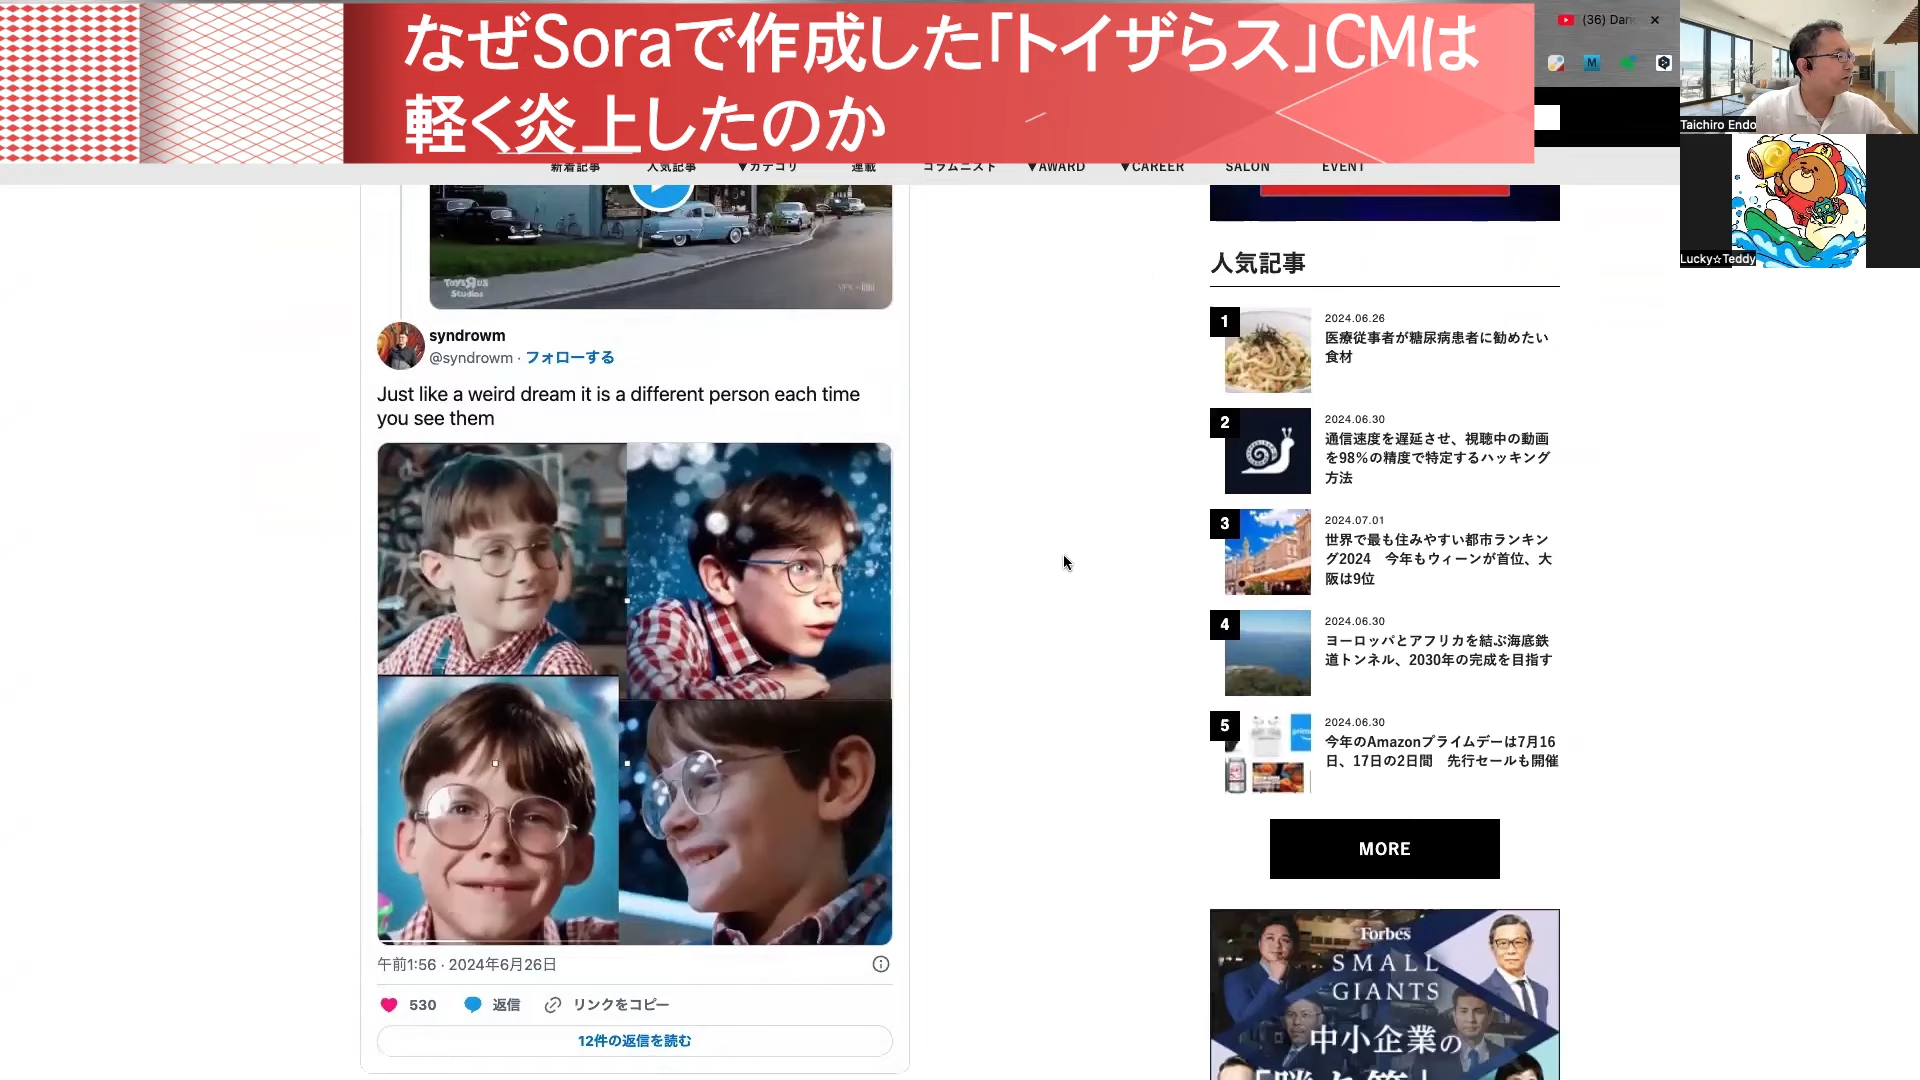 なぜSoraで作成した「トイザらス」CMは
軽く炎上したのか
(36) Dan
Taichiro Endo
Lucky☆Teddy
新着記事
人気記事
▼カテゴリ
連載
コラムニスト
▼AWARD
▼CAREER
SALON
EVENT
ToysЯUs
Studios
syndrowm
@syndrowm · フォローする
Just like a weird dream it is a different person each time
you see them
午前1:56 · 2024年6月26日
530
返信
リンクをコピー
12件の返信を読む
人気記事
1
2024.06.26
医療従事者が糖尿病患者に勧めたい
食材
2
2024.06.30
通信速度を遅延させ、視聴中の動画
を98%の精度で特定するハッキング
方法
3
2024.07.01
世界で最も住みやすい都市ランキン
グ2024　今年もウィーンが首位、大
阪は9位
4
2024.06.30
ヨーロッパとアフリカを結ぶ海底鉄
道トンネル、2030年の完成を目指す
5
2024.06.30
今年のAmazonプライムデーは7月16
日、17日の2日間　先行セールも開催
MORE
Forbes
SMALL
GIANTS
中小企業の